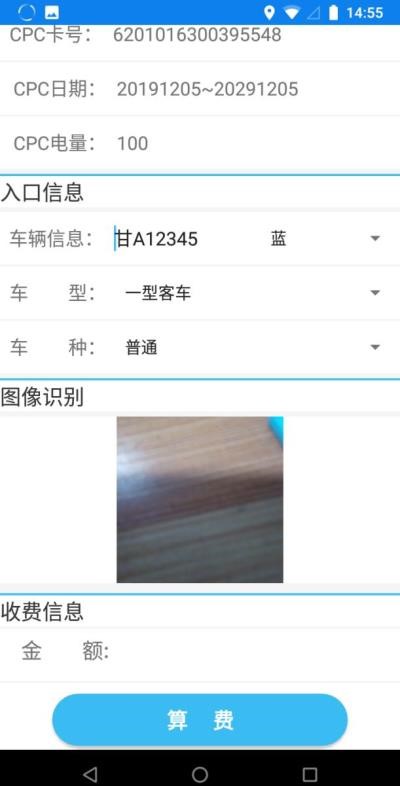 14:55
CPC卡号： 6201016300395548
CPC日期： 20191205~20291205
CPC电量： 100
入口信息
车辆信息： 甘A12345 蓝
车 型： 一型客车
车 种： 普通
图像识别
收费信息
金 额:
算 费